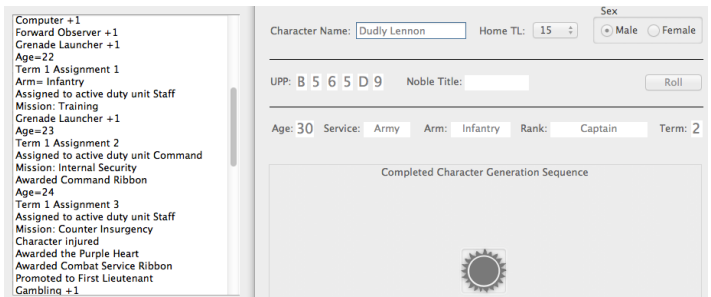 Computer +1
Forward Observer +1
Grenade Launcher +1
Age=22
Term 1 Assignment 1
Arm= Infantry
Assigned to active duty unit Staff
Mission: Training
Grenade Launcher +1
Age=23
Term 1 Assignment 2
Assigned to active duty unit Command
Mission: Internal Security
Awarded Command Ribbon
Age=24
Term 1 Assignment 3
Assigned to active duty unit Staff
Mission: Counter Insurgency
Character injured
Awarded the Purple Heart
Awarded Combat Service Ribbon
Promoted to First Lieutenant
Gambling +1
Sex
Character Name: Dudly Lennon Home TL: 15 Male Female
UPP: B 5 6 5 D 9 Noble Title: Roll
Age: 30 Service: Army Arm: Infantry Rank: Captain Term: 2
Completed Character Generation Sequence